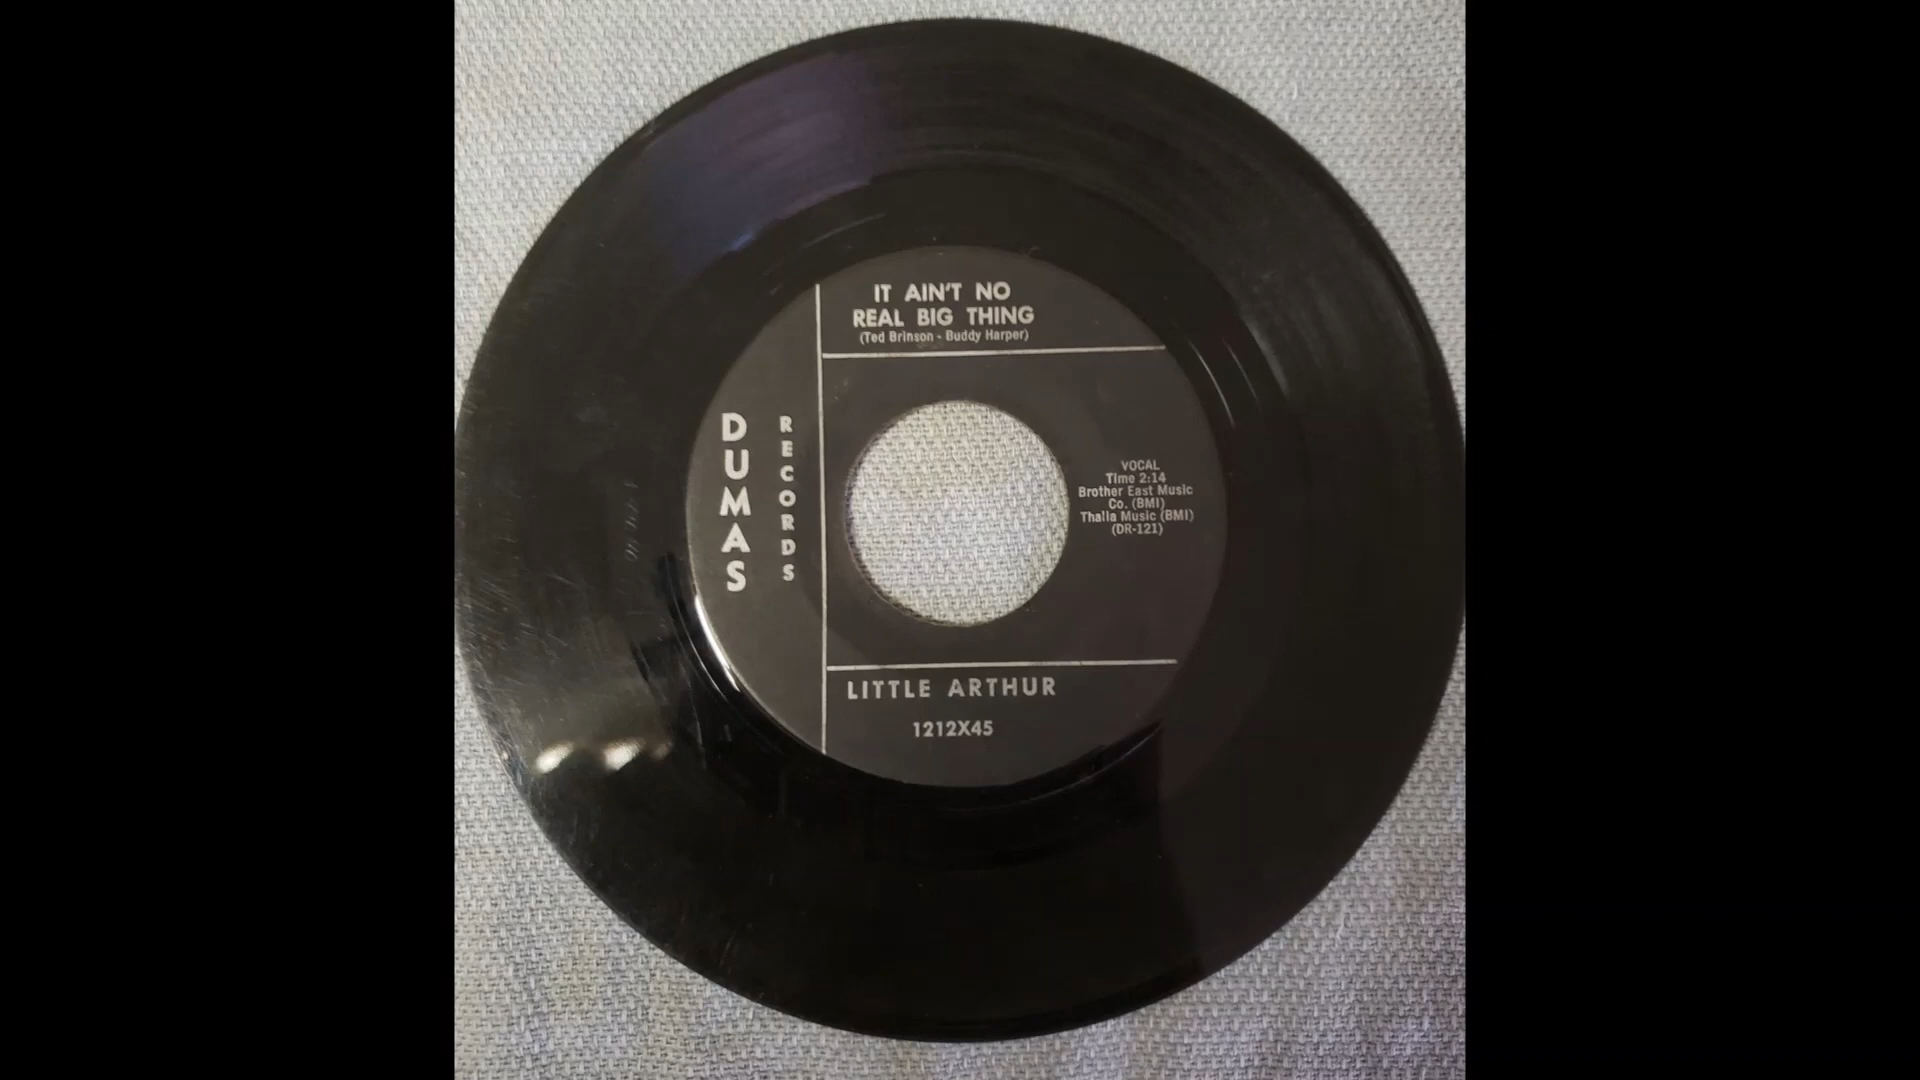 IT AIN'T NO
REAL BIG THING
(Ted Brinson - Buddy Harper)
DUMAS
RECORDS
VOCAL
Time 2:14
Brother East Music
Co. (BMI)
Thalia Music (BMI)
(DR-121)
LITTLE ARTHUR
1212X45